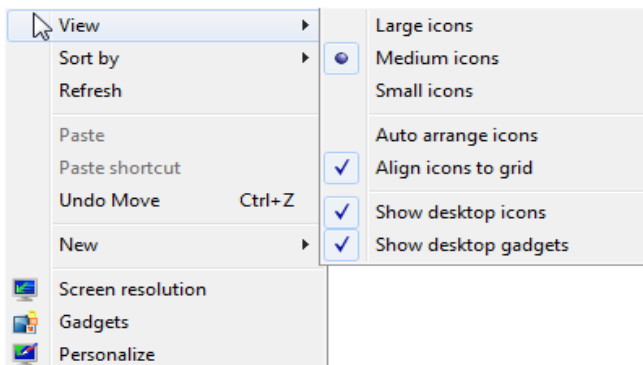 View
Sort by
Refresh
Paste
Paste shortcut
Undo Move Ctrl+Z
New
Screen resolution
Gadgets
Personalize
Large icons
Medium icons
Small icons
Auto arrange icons
Align icons to grid
Show desktop icons
Show desktop gadgets